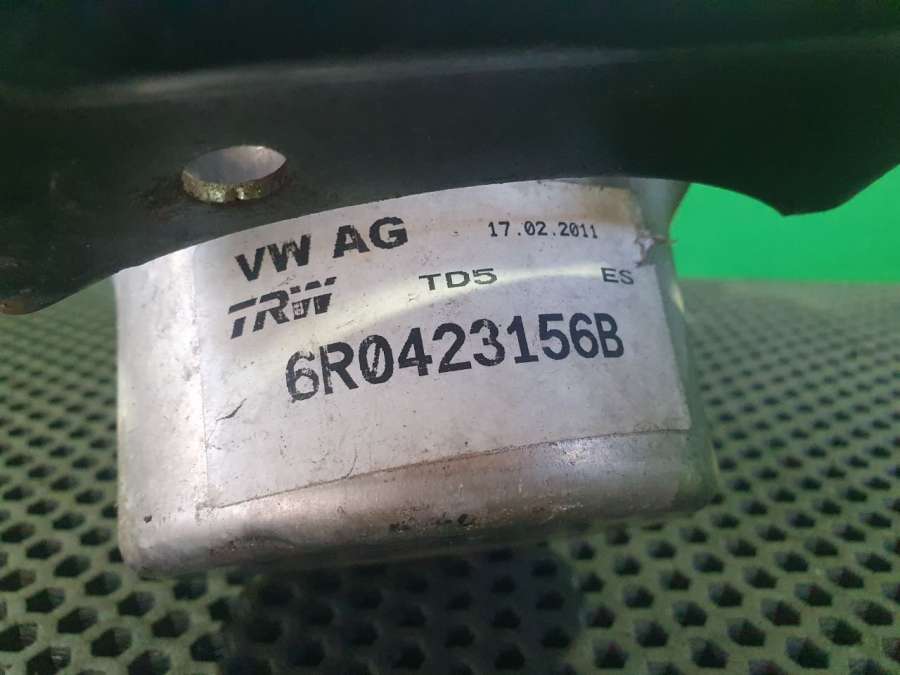 VW AG 17.02.2011
TRW TD5 ES
6R0423156B